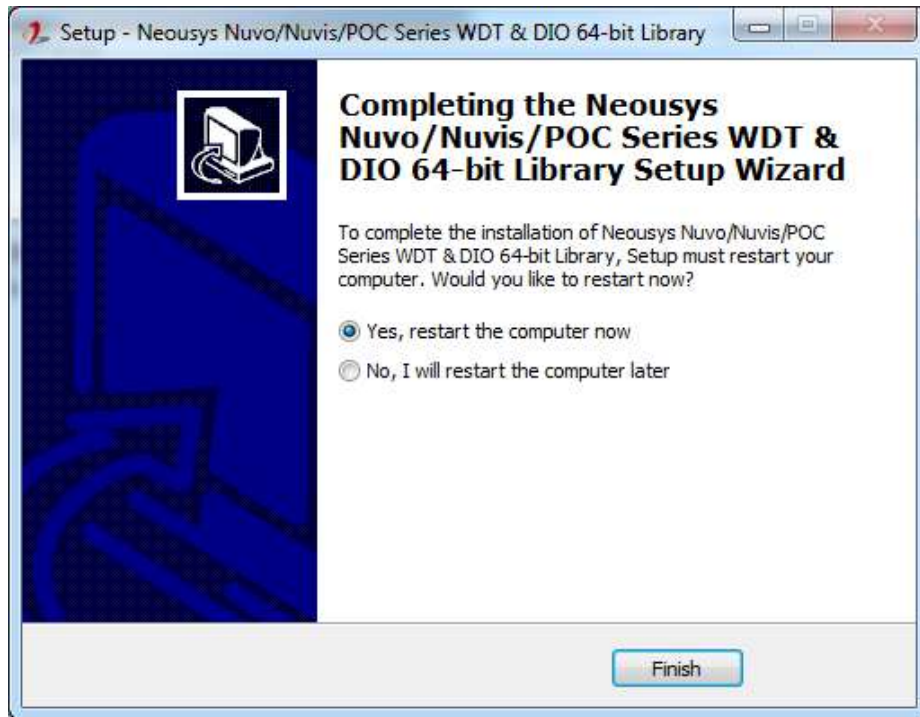 Setup - Neousys Nuvo/Nuvis/POC Series WDT & DIO 64-bit Library
Completing the Neousys
Nuvo/Nuvis/POC Series WDT &
DIO 64-bit Library Setup Wizard
To complete the installation of Neousys Nuvo/Nuvis/POC
Series WDT & DIO 64-bit Library, Setup must restart your
computer. Would you like to restart now?
Yes, restart the computer now
No, I will restart the computer later
Finish